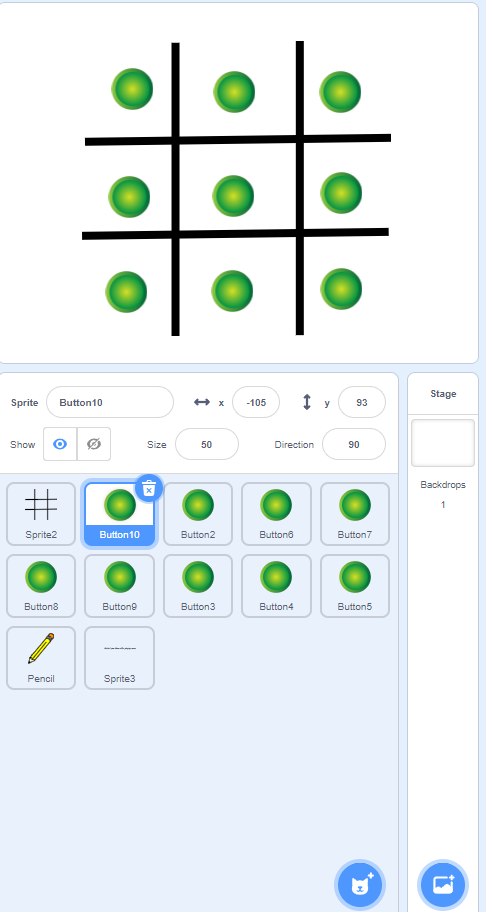 Sprite Button10 x -105 y 93
Show Size 50 Direction 90
Stage
Backdrops
1
Sprite2 Button10 Button2 Button6 Button7
Button8 Button9 Button3 Button4 Button5
Pencil Sprite3